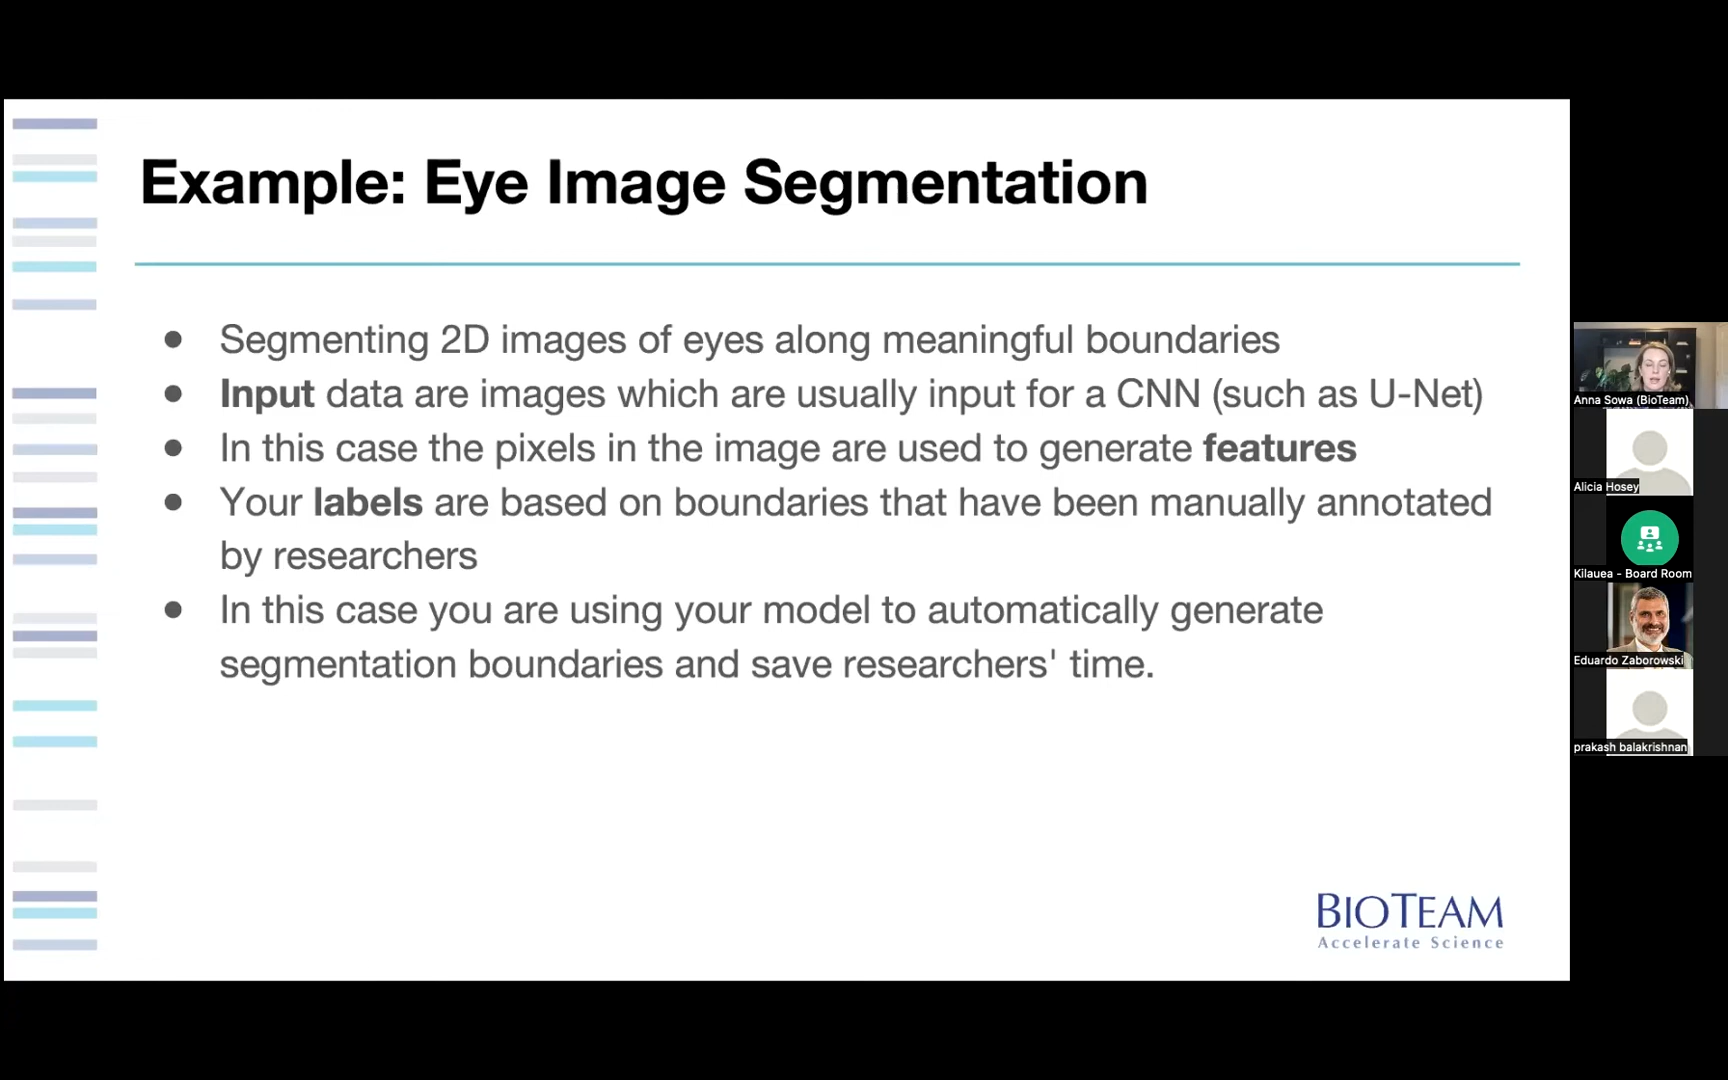 Example: Eye Image Segmentation
● Segmenting 2D images of eyes along meaningful boundaries
● Input data are images which are usually input for a CNN (such as U-Net)
● In this case the pixels in the image are used to generate features
● Your labels are based on boundaries that have been manually annotated
by researchers
● In this case you are using your model to automatically generate
segmentation boundaries and save researchers' time.
BIOTEAM
Accelerate Science
Anna Sowa (BioTeam)
Alicia Hosey
Kilauea - Board Room
Eduardo Zaborowski
prakash balakrishnan